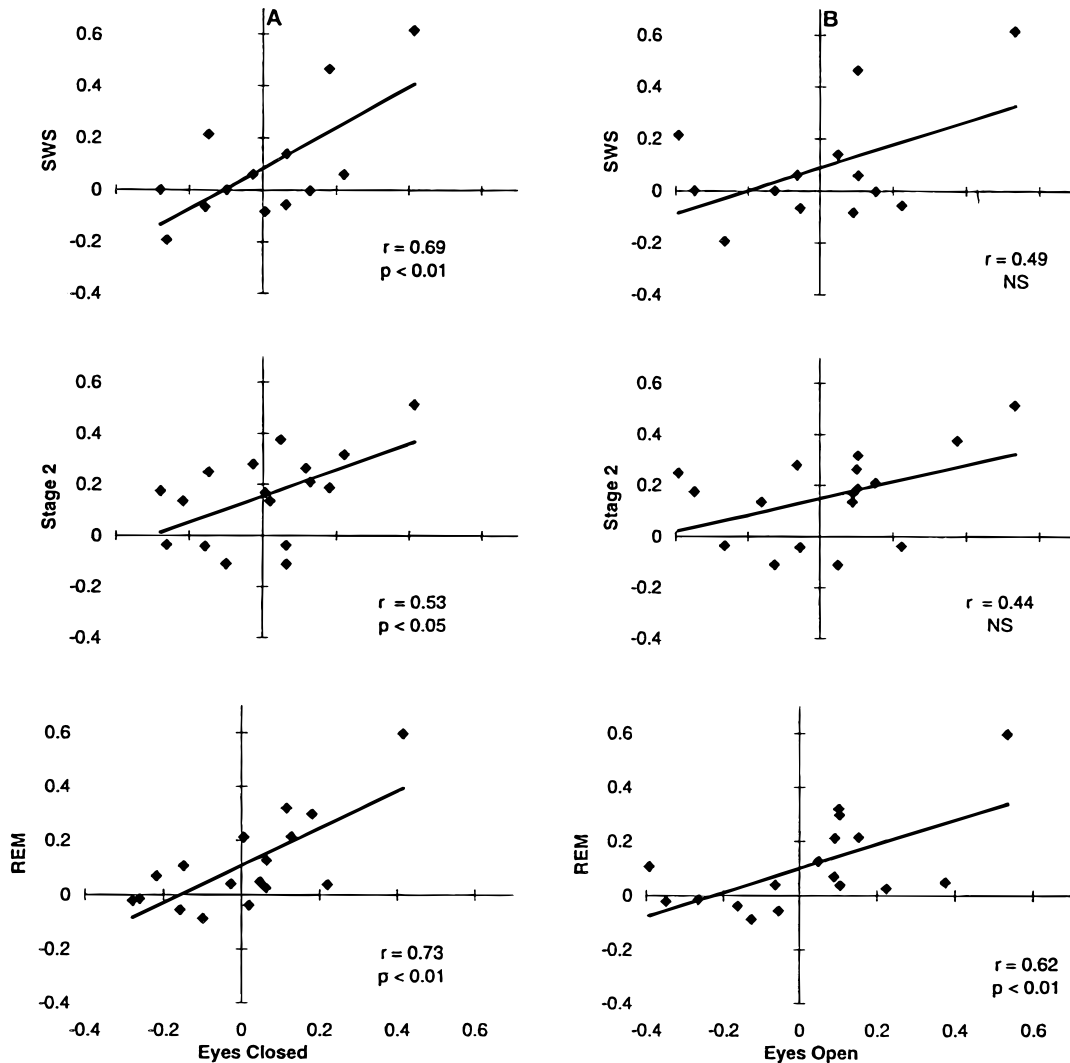 A
0.6
0.4
0.2
0
-0.2
-0.4
SWS
r = 0.69
p < 0.01
B
0.6
0.4
0.2
0
-0.2
-0.4
SWS
r = 0.49
NS
0.6
0.4
0.2
0
-0.2
-0.4
Stage 2
r = 0.53
p < 0.05
0.6
0.4
0.2
0
-0.2
-0.4
Stage 2
r = 0.44
NS
0.6
0.4
0.2
0
-0.2
-0.4
REM
r = 0.73
p < 0.01
-0.4 -0.2 0 0.2 0.4 0.6
Eyes Closed
0.6
0.4
0.2
0
-0.2
-0.4
REM
r = 0.62
p < 0.01
-0.4 -0.2 0 0.2 0.4 0.6
Eyes Open